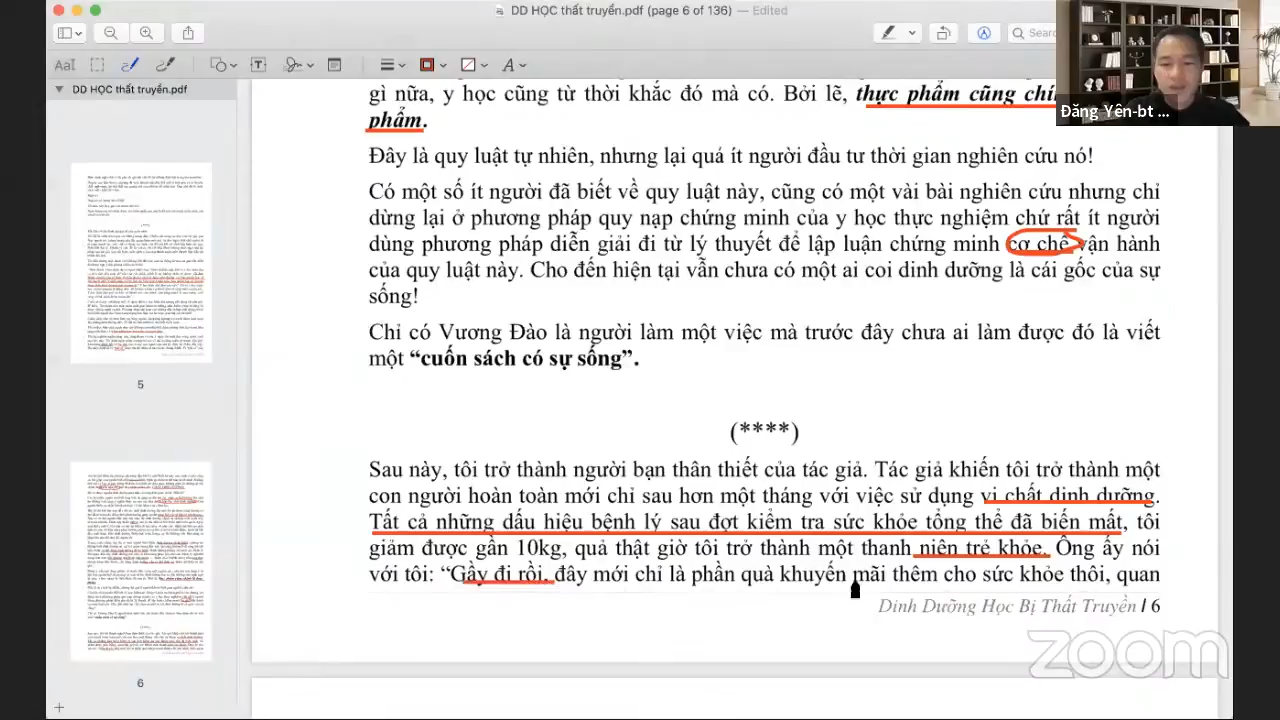 DD HỌC thất truyền.pdf (page 6 of 136) — Edited
DD HỌC thất truyền.pdf
5
6
gì nữa, y học cũng từ thời khắc đó mà có. Bởi lẽ, thực phẩm cũng
phẩm.
Đây là quy luật tự nhiên, nhưng lại quá ít người đầu tư thời gian nghiên cứu nó!
Có một số ít người đã biết về quy luật này, cũng có một vài bài nghiên cứu nhưng chỉ
dừng lại ở phương pháp quy nạp chứng minh của y học thực nghiệm chứ rất ít người
dùng phương pháp diễn giải đi từ lý thuyết để lập luận chứng minh cơ chế vận hành
của quy luật này. Cho đến hiện tại vẫn chưa có ai nói rằng: Dinh dưỡng là cái gốc của sự
sống!
Chỉ có Vương Đào, ông ta làm một việc mà trước đây chưa ai làm được đó là viết
một “cuốn sách có sự sống”.
(****)
Sau này, tôi trở thành người bạn thân thiết của tác giả. Tác giả khiến tôi trở thành một
con người hoàn toàn mới chỉ sau hơn một tháng với việc sử dụng vi chất dinh dưỡng.
Tất cả những căn bệnh tâm lý sau đợt kiểm tra sức khỏe tổng thể đã biến mất, tôi
giảm được gần 10kg, quả thật giờ tôi trở thành một thanh niên trẻ khỏe. Ông ấy nói
với tôi: “Gầy đi như vậy mới chỉ là phần quà khuyến mại thêm cho sức khỏe thôi, quan
Dinh Dưỡng Học Bị Thất Truyền / 6
Đăng Yên-bt ...
zoom